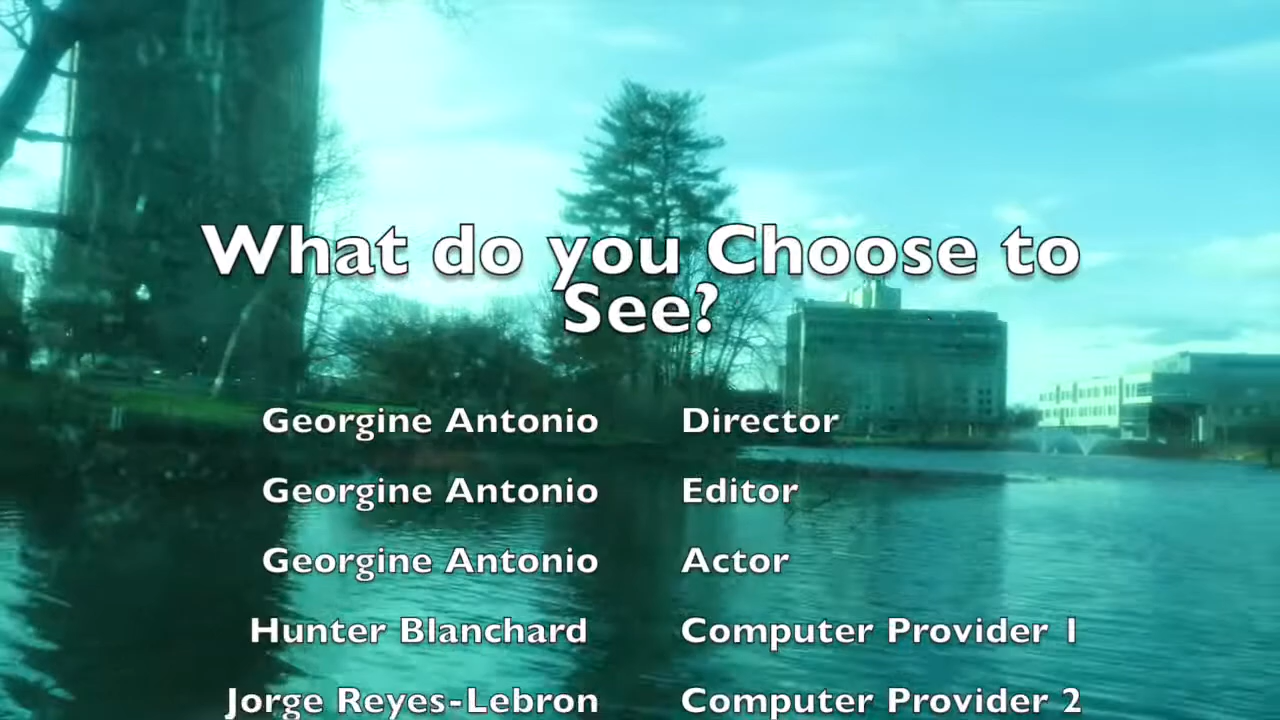 What do you Choose to
See?
Georgine Antonio Director
Georgine Antonio Editor
Georgine Antonio Actor
Hunter Blanchard Computer Provider 1
Jorge Reyes-Lebron Computer Provider 2